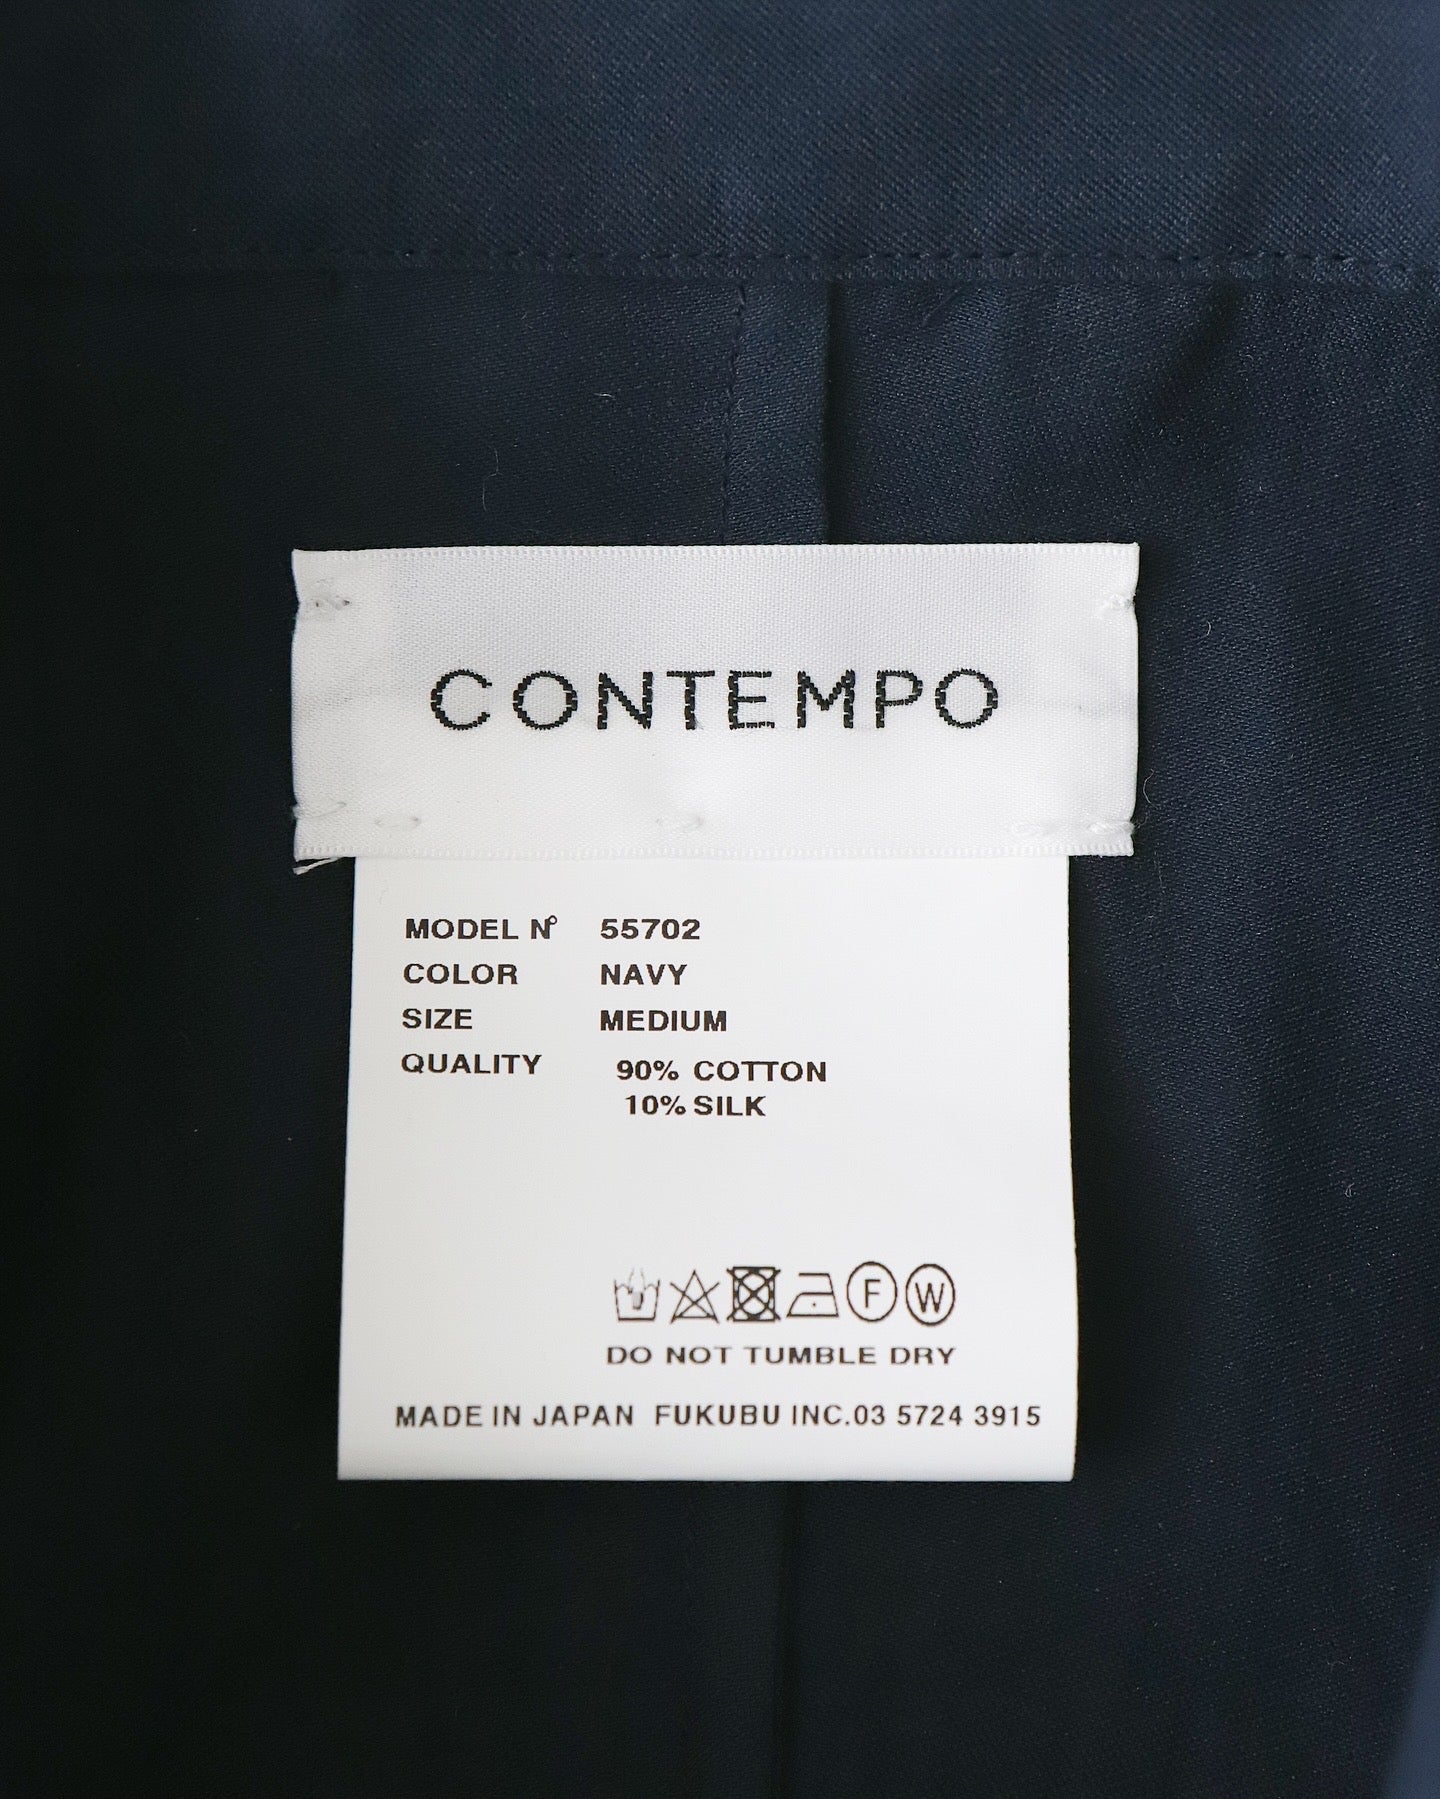 CONTEMPO
MODEL N° 55702
COLOR NAVY
SIZE MEDIUM
QUALITY 90% COTTON
10% SILK
F W
DO NOT TUMBLE DRY
MADE IN JAPAN FUKUBU INC.03 5724 3915